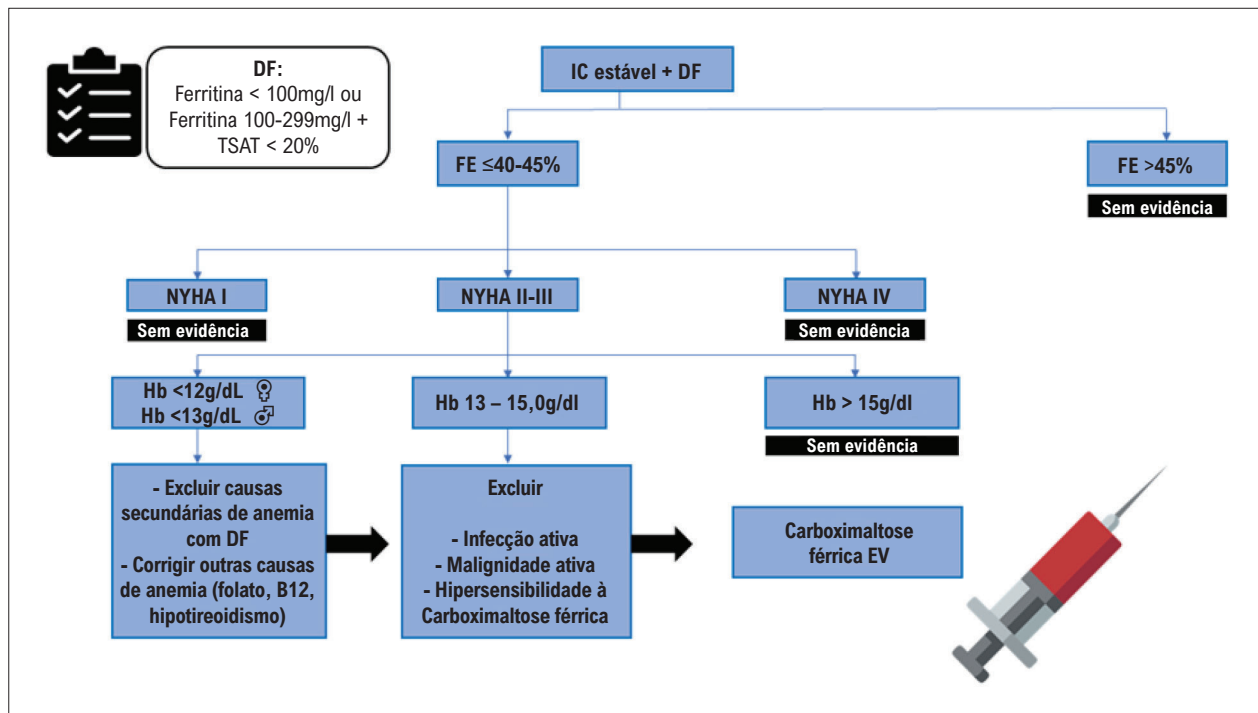 DF:
Ferritina < 100mg/l ou
Ferritina 100-299mg/l +
TSAT < 20%
IC estável + DF
FE ≤40-45%
FE >45%
Sem evidência
NYHA I
Sem evidência
NYHA II-III
NYHA IV
Sem evidência
Hb <12g/dL ♀
Hb <13g/dL ♂
Hb 13 – 15,0g/dl
Hb > 15g/dl
Sem evidência
- Excluir causas
secundárias de anemia
com DF
- Corrigir outras causas
de anemia (folato, B12,
hipotireoidismo)
Excluir
- Infecção ativa
- Malignidade ativa
- Hipersensibilidade à
Carboximaltose férrica
Carboximaltose
férrica EV